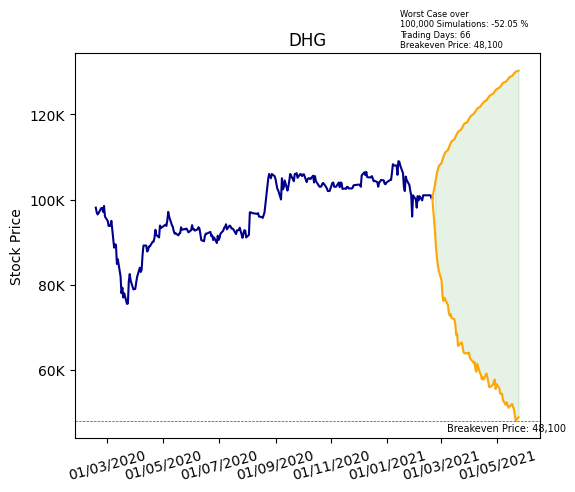 Worst Case over
100,000 Simulations: -52.05 %
Trading Days: 66
Breakeven Price: 48,100
DHG
Stock Price
120K
100K
80K
60K
Breakeven Price: 48,100
01/03/2020
01/05/2020
01/07/2020
01/09/2020
01/11/2020
01/01/2021
01/03/2021
01/05/2021